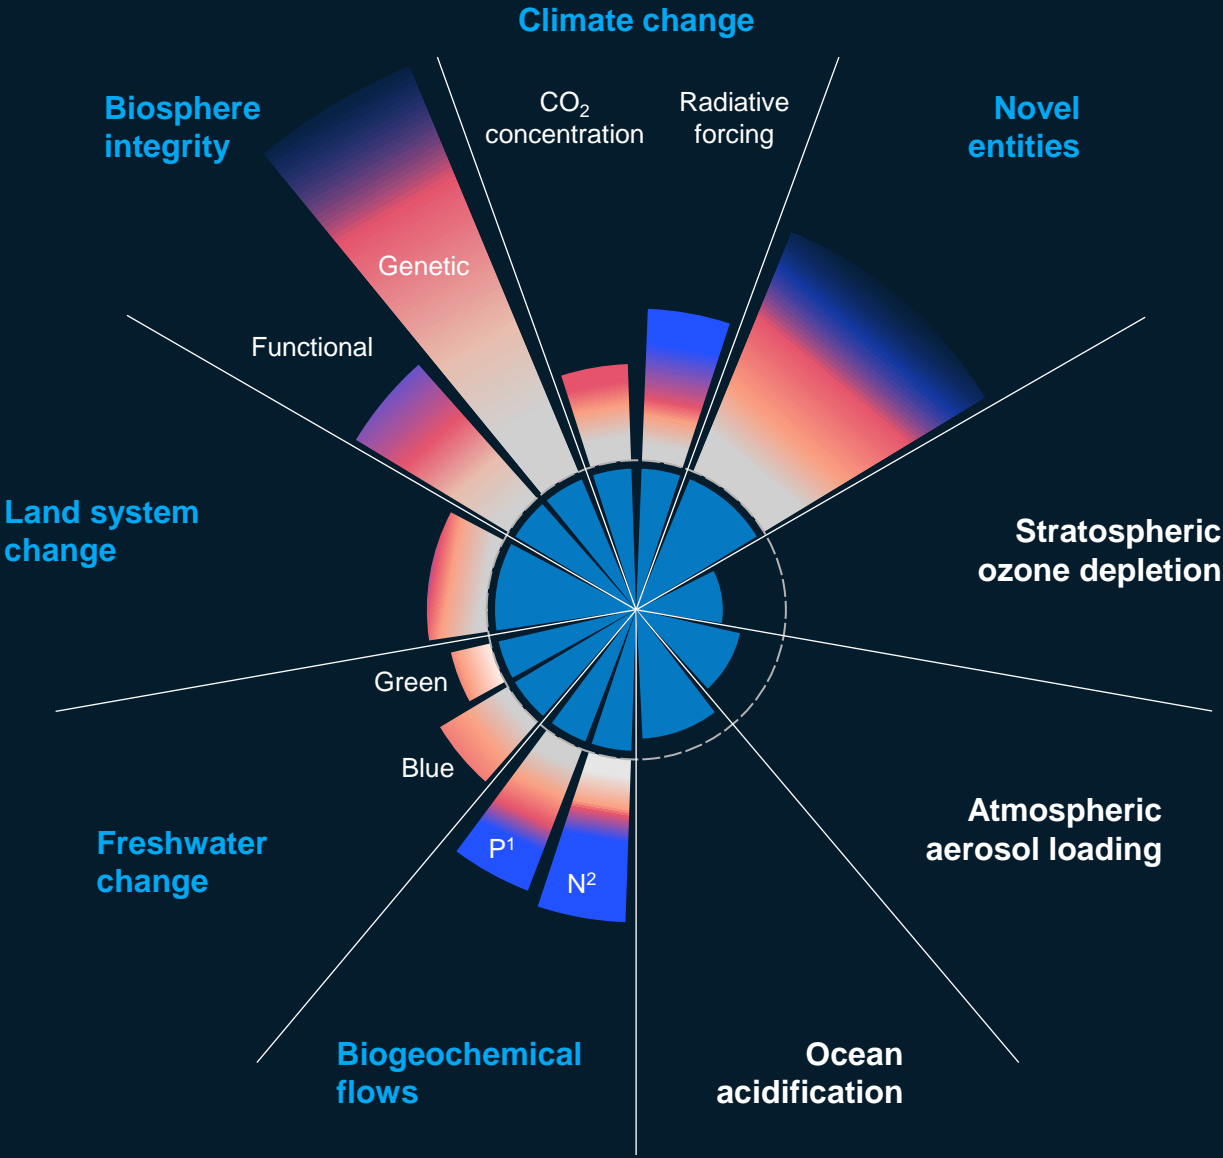 Climate change
Biosphere
integrity
CO₂
concentration
Radiative
forcing
Novel
entities
Genetic
Functional
Land system
change
Stratospheric
ozone depletion
Green
Blue
Freshwater
change
P¹
N²
Atmospheric
aerosol loading
Biogeochemical
flows
Ocean
acidification